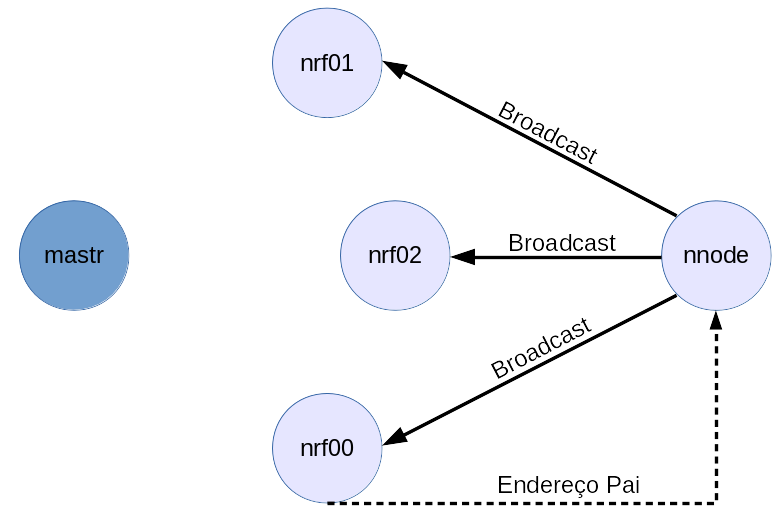 nrf01
Broadcast
mastr
nrf02
Broadcast
nnode
Broadcast
nrf00
Endereço Pai